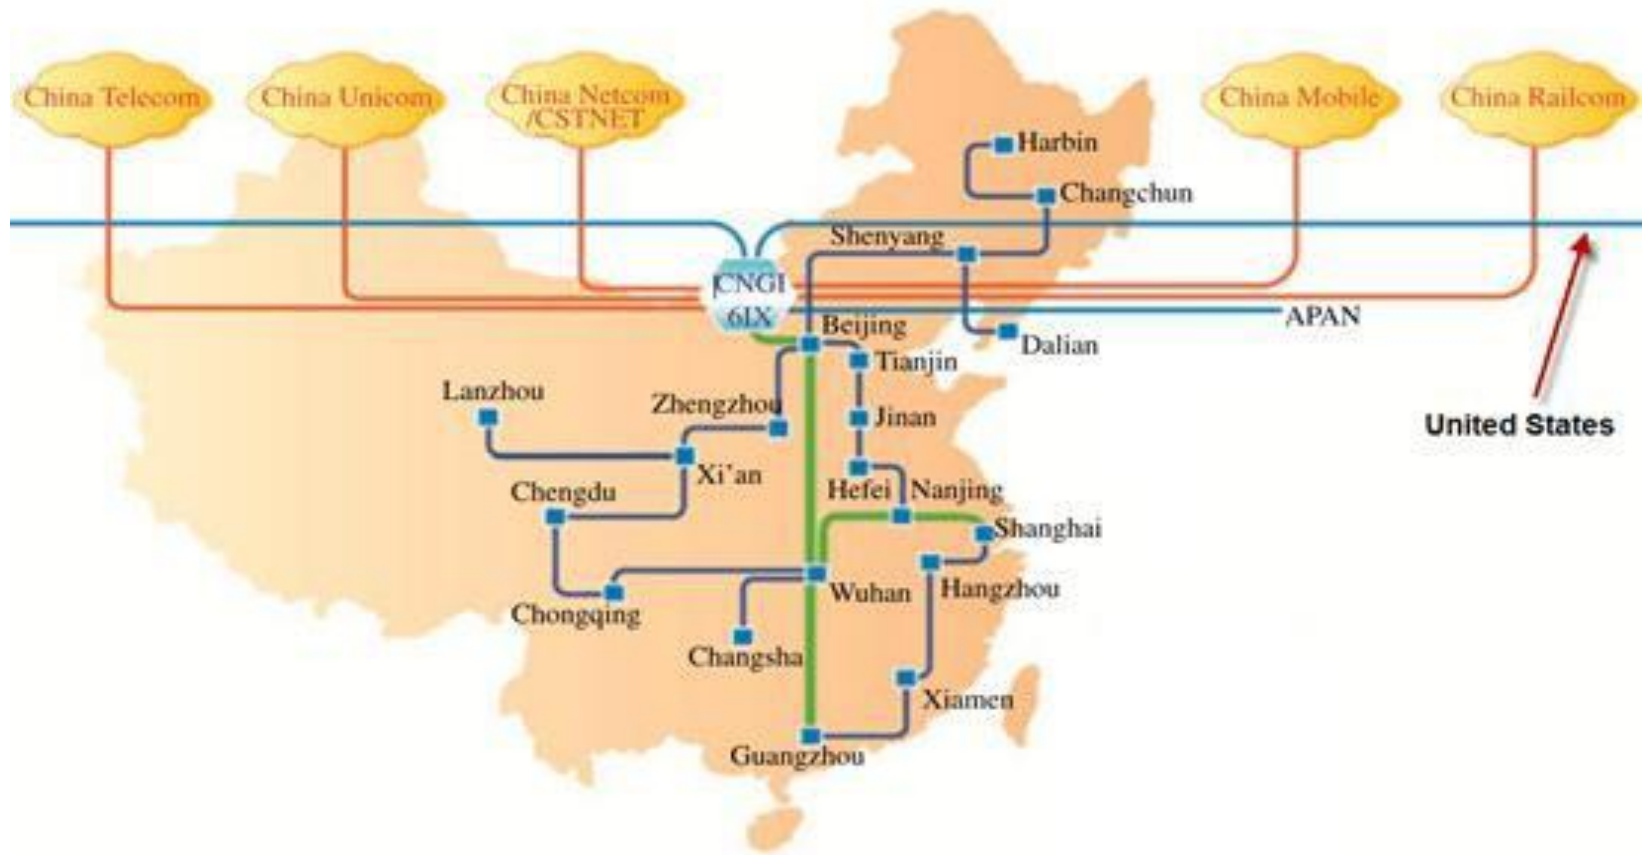 China Telecom
China Unicom
China Netcom
/CSTNET
China Mobile
China Railcom
Harbin
Changchun
Shenyang
CNGI
6IX
APAN
Beijing
Dalian
Tianjin
Lanzhou
Zhengzhou
Jinan
United States
Xi'an
Chengdu
Hefei
Nanjing
Shanghai
Wuhan
Hangzhou
Chongqing
Changsha
Xiamen
Guangzhou